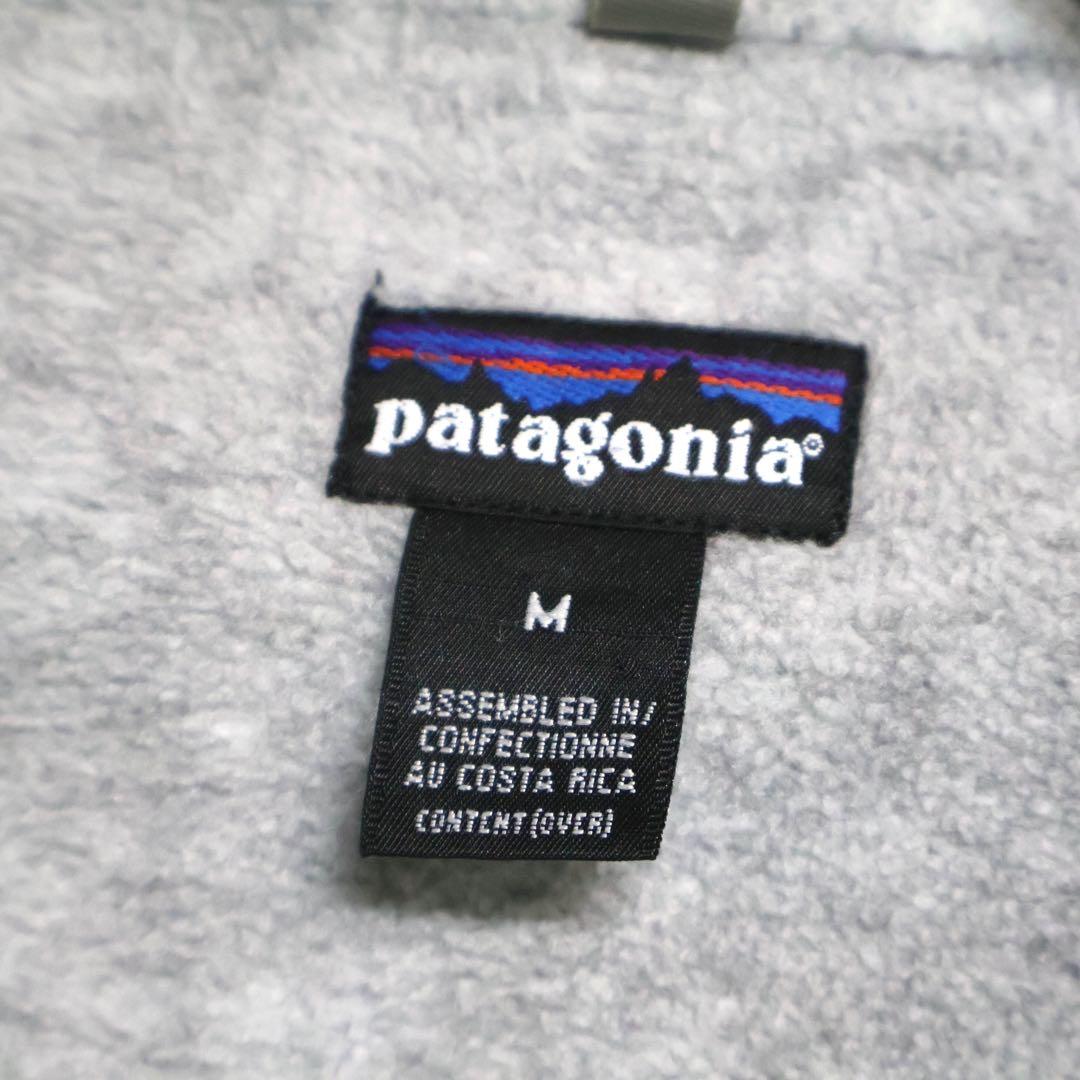 patagonia®
M
ASSEMBLED IN/
CONFECTIONNE
AU COSTA RICA
CONTENT(OVER)